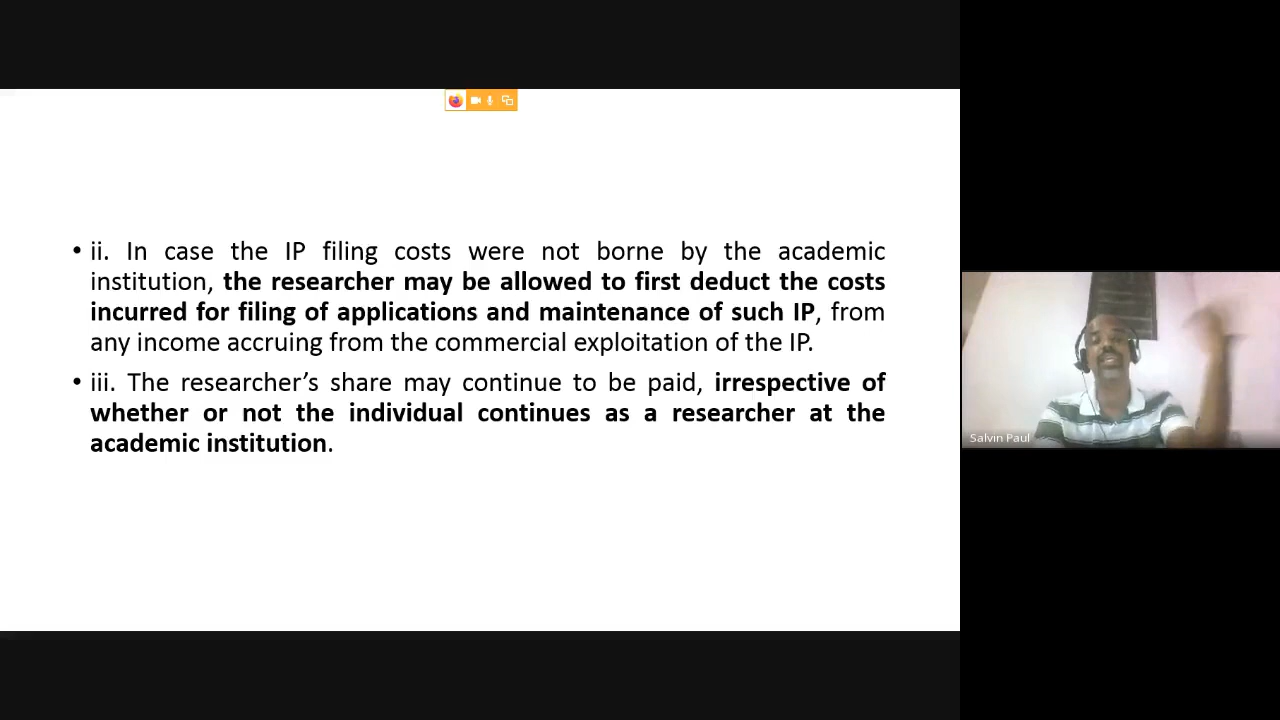 • ii. In case the IP filing costs were not borne by the academic
institution, the researcher may be allowed to first deduct the costs
incurred for filing of applications and maintenance of such IP, from
any income accruing from the commercial exploitation of the IP.
• iii. The researcher’s share may continue to be paid, irrespective of
whether or not the individual continues as a researcher at the
academic institution.
Salvin Paul